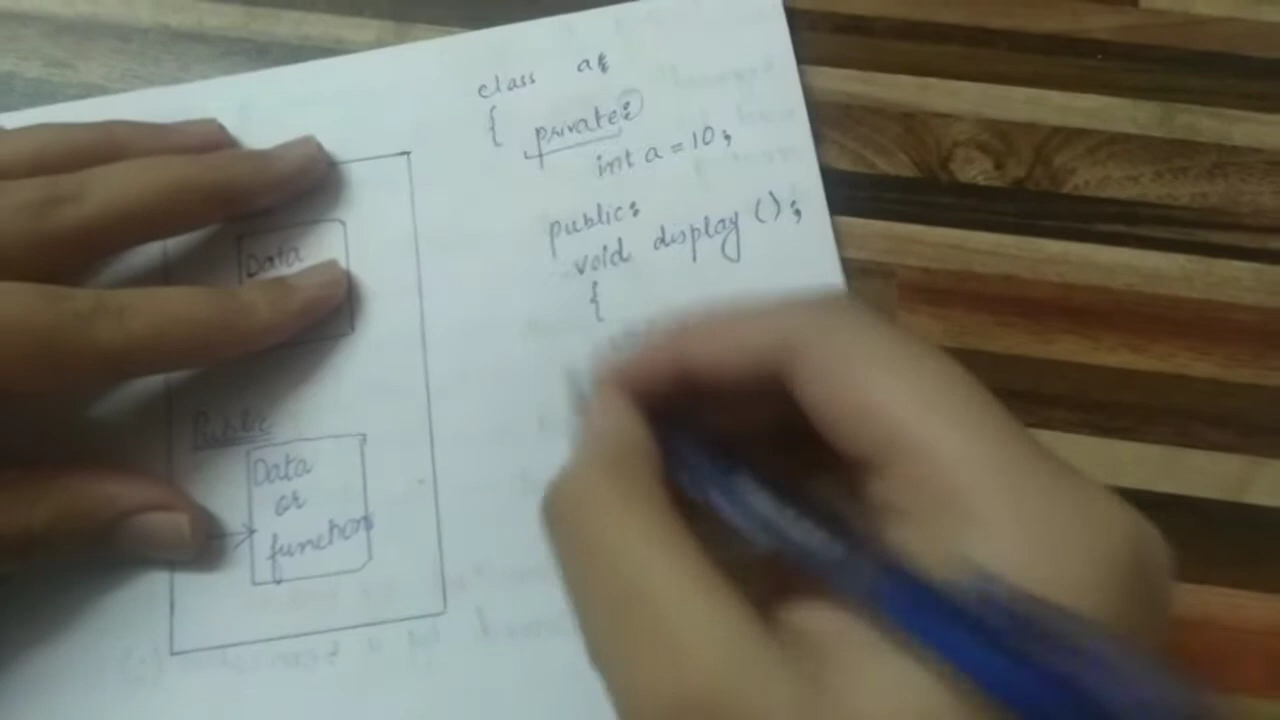 class a;
{ private:
int a = 10;
public:
void display ();
{
Data
Public
Data
or
function